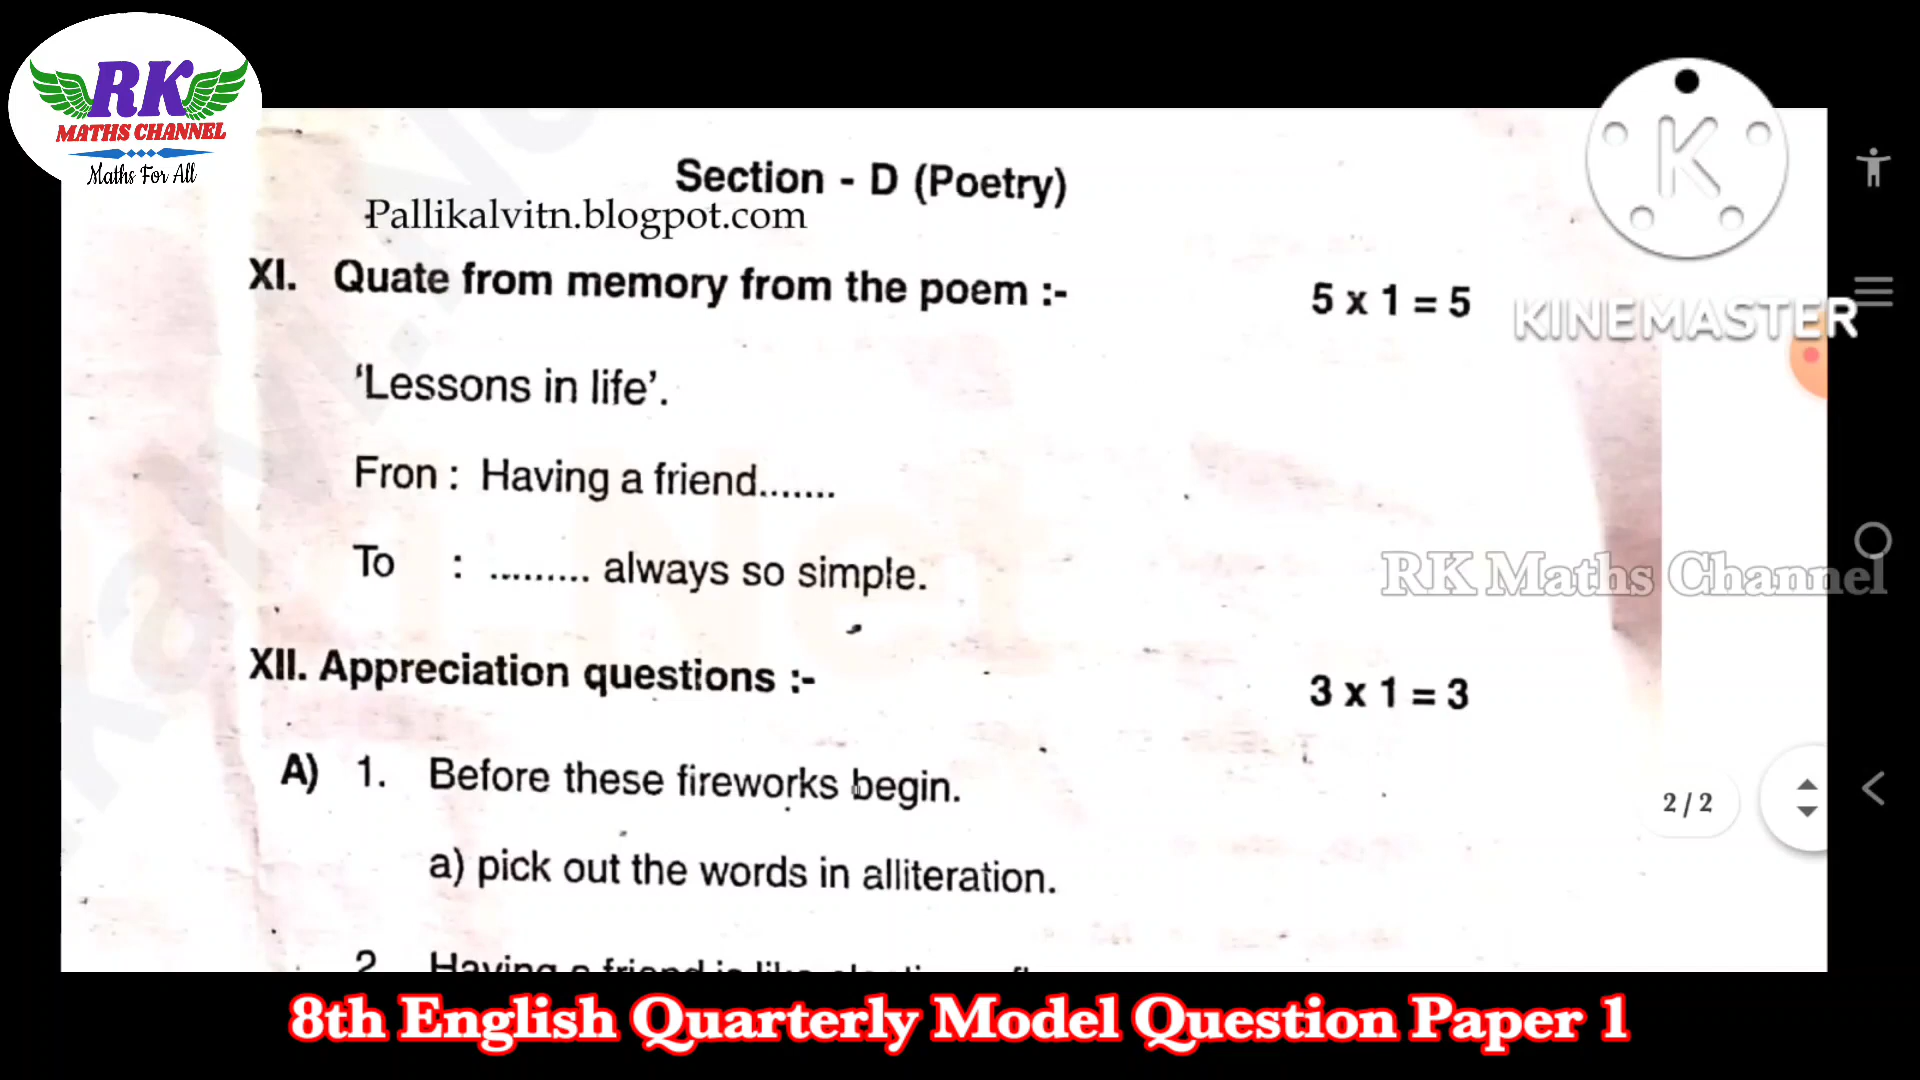 RK
MATHS CHANNEL
Maths For All
K
KINEMASTER
Section - D (Poetry)
Pallikalvitn.blogpot.com
XI. Quate from memory from the poem :- 5 x 1 = 5
‘Lessons in life’.
Fron : Having a friend.......
To : ......... always so simple.
RK Maths Channel
XII. Appreciation questions :- 3 x 1 = 3
A) 1. Before these fireworks begin.
2 / 2
a) pick out the words in alliteration.
2 Having a friend is like
8th English Quarterly Model Question Paper 1